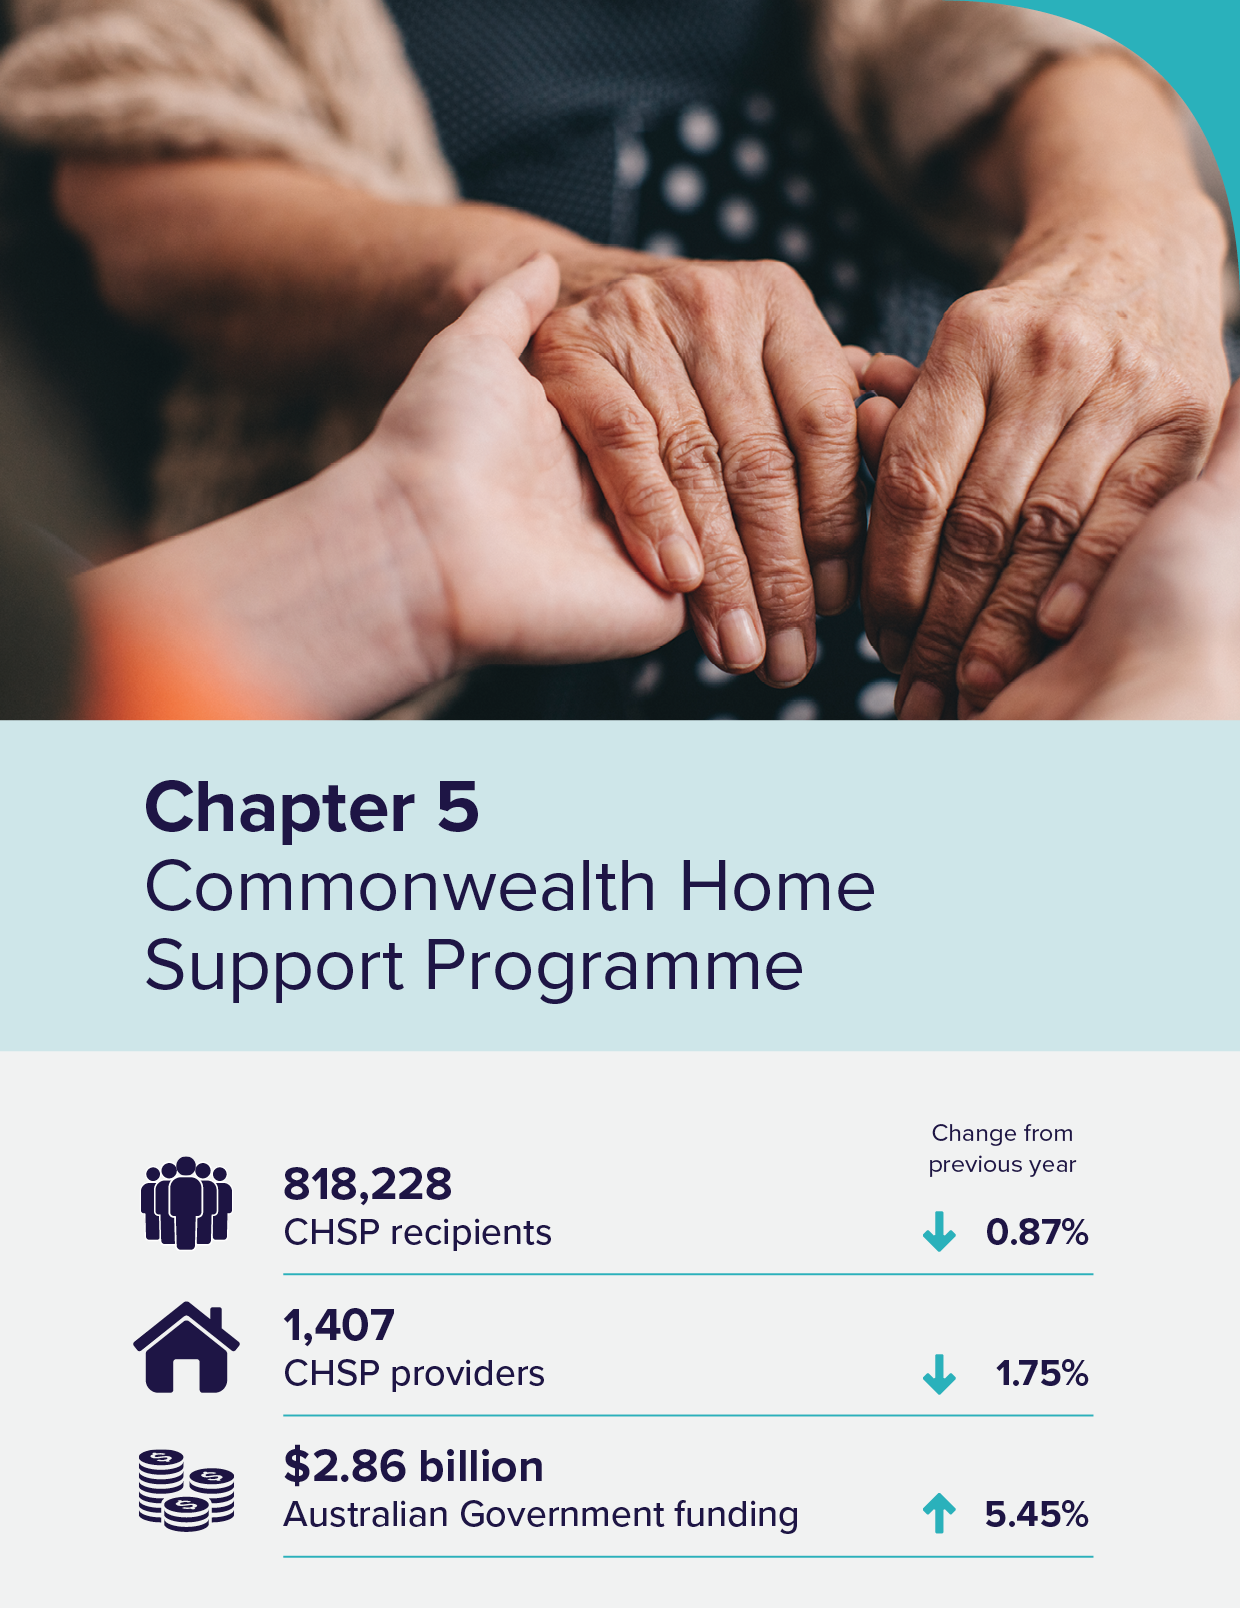 Chapter 5
Commonwealth Home
Support Programme
Change from
previous year
818,228
CHSP recipients
0.87%
1,407
CHSP providers
1.75%
$2.86 billion
Australian Government funding
5.45%